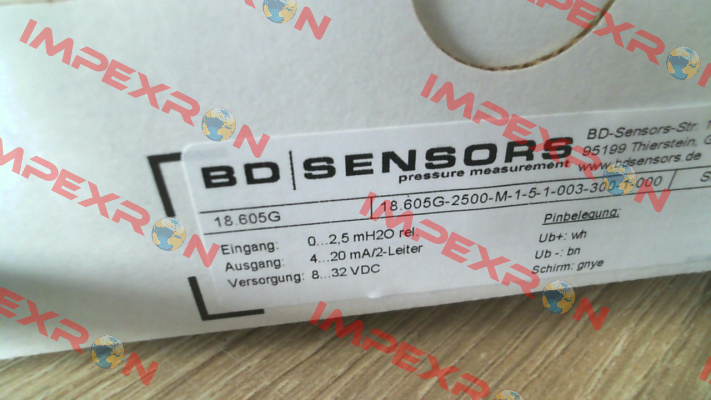 BD|SENSORS
pressure measurement
BD-Sensors-Str.
95199 Thierstein,
www.bdsensors.de
18.605G
18.605G-2500-M-1-5-1-003-300-1-000
Eingang: 0...2,5 mH2O rel.
Ausgang: 4...20 mA/2-Leiter
Versorgung: 8...32 VDC
Pinbelegung:
Ub+: wh
Ub -: bn
Schirm: gnye
IMPEXRON
IMPEXRON
IMPEXRON
IMPEXRON
IMPEXRON
IMPEXRON